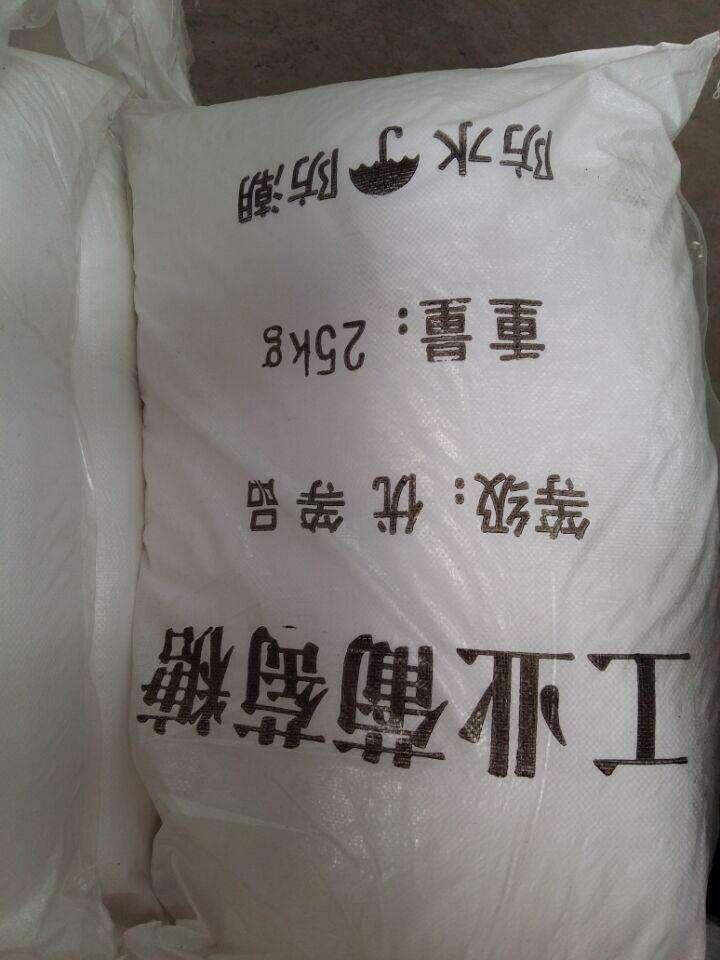 工业葡萄糖
等级：优等品
重量：25kg
防水 防潮